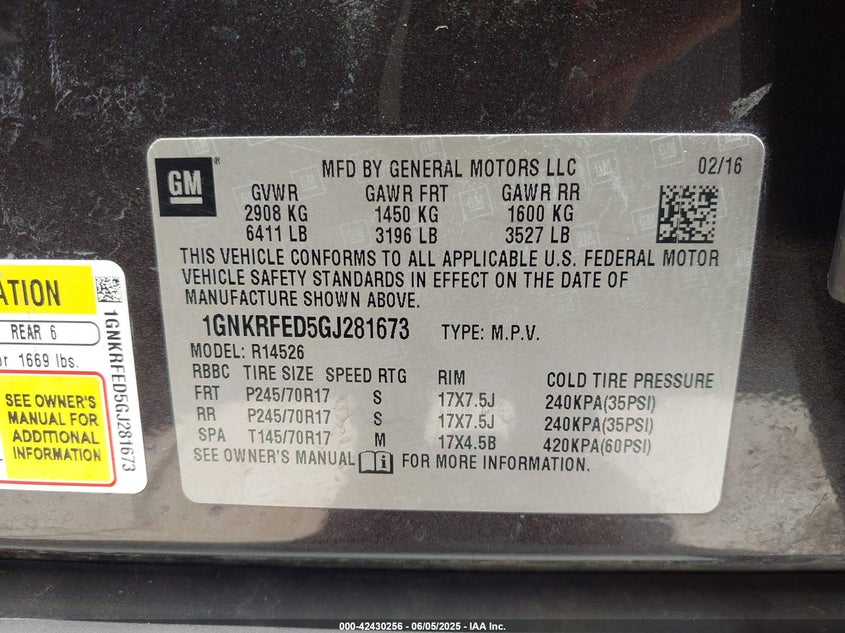 GM
®
MFD BY GENERAL MOTORS LLC 02/16
GVWR GAWR FRT GAWR RR
2908 KG 1450 KG 1600 KG
6411 LB 3196 LB 3527 LB
THIS VEHICLE CONFORMS TO ALL APPLICABLE U.S. FEDERAL MOTOR
VEHICLE SAFETY STANDARDS IN EFFECT ON THE DATE OF
MANUFACTURE SHOWN ABOVE.
1GNKRFED5GJ281673 TYPE: M.P.V.
MODEL: R14526
RBBC TIRE SIZE SPEED RTG RIM COLD TIRE PRESSURE
FRT P245/70R17 S 17X7.5J 240KPA(35PSI)
RR P245/70R17 S 17X7.5J 240KPA(35PSI)
SPA T145/70R17 M 17X4.5B 420KPA(60PSI)
SEE OWNER'S MANUAL FOR MORE INFORMATION.
ATION
REAR 6
or 1669 lbs.
SEE OWNER'S
MANUAL FOR
ADDITIONAL
INFORMATION
1GNKRFED5GJ281673
000-42430256 - 06/05/2025 - IAA Inc.